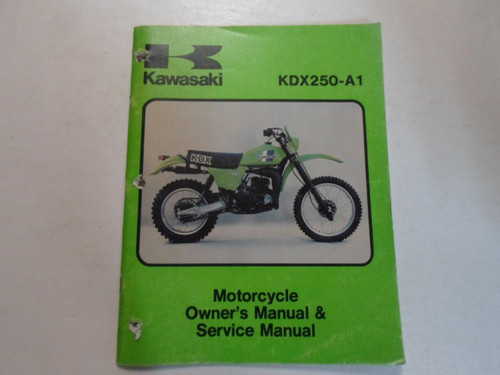 Kawasaki
KDX250-A1
KDX
Motorcycle
Owner's Manual &
Service Manual